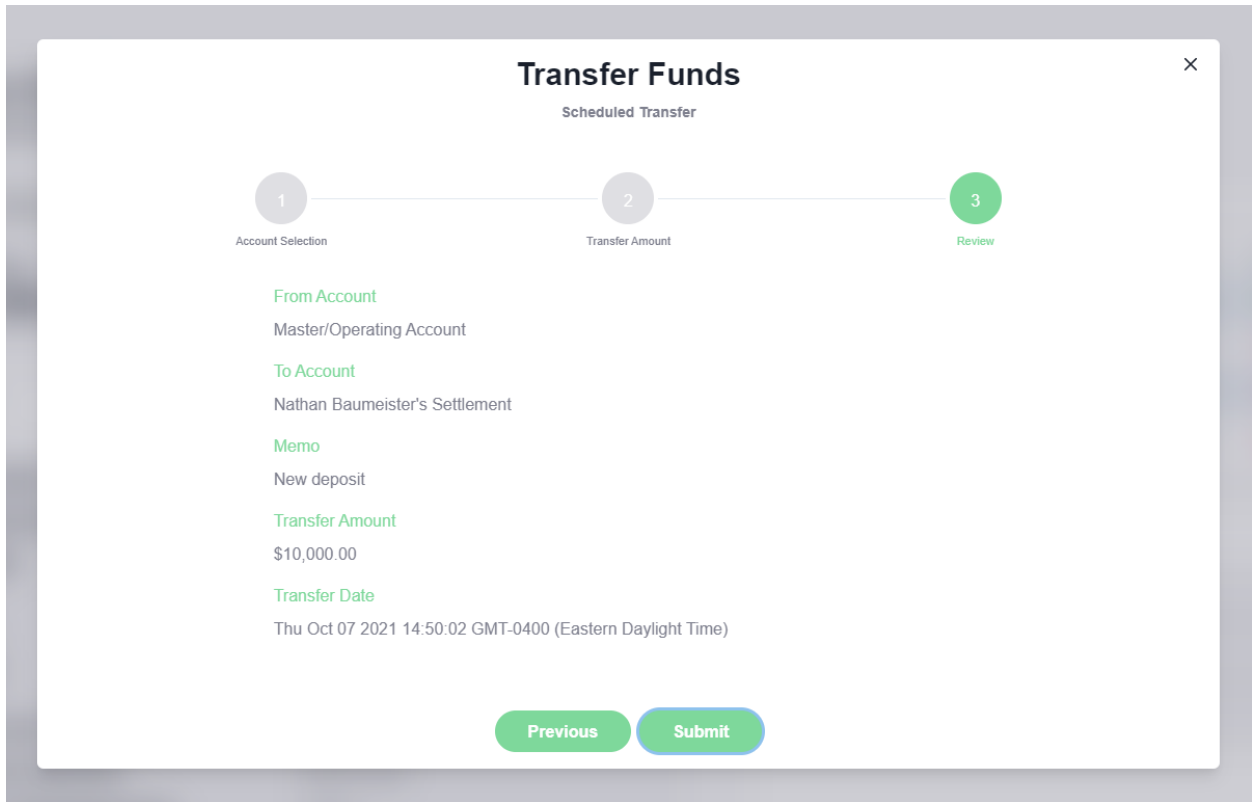 Transfer Funds
Scheduled Transfer
1
2
3
Account Selection
Transfer Amount
Review
From Account
Master/Operating Account
To Account
Nathan Baumeister's Settlement
Memo
New deposit
Transfer Amount
$10,000.00
Transfer Date
Thu Oct 07 2021 14:50:02 GMT-0400 (Eastern Daylight Time)
Previous
Submit